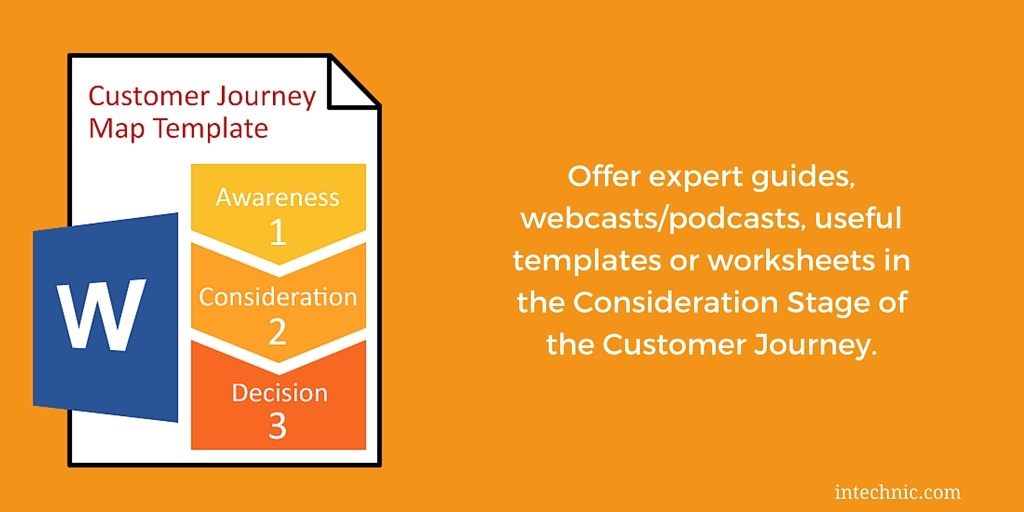 Customer Journey
Map Template
Awareness
1
Consideration
2
Decision
3
W
Offer expert guides,
webcasts/podcasts, useful
templates or worksheets in
the Consideration Stage of
the Customer Journey.
intechnic.com